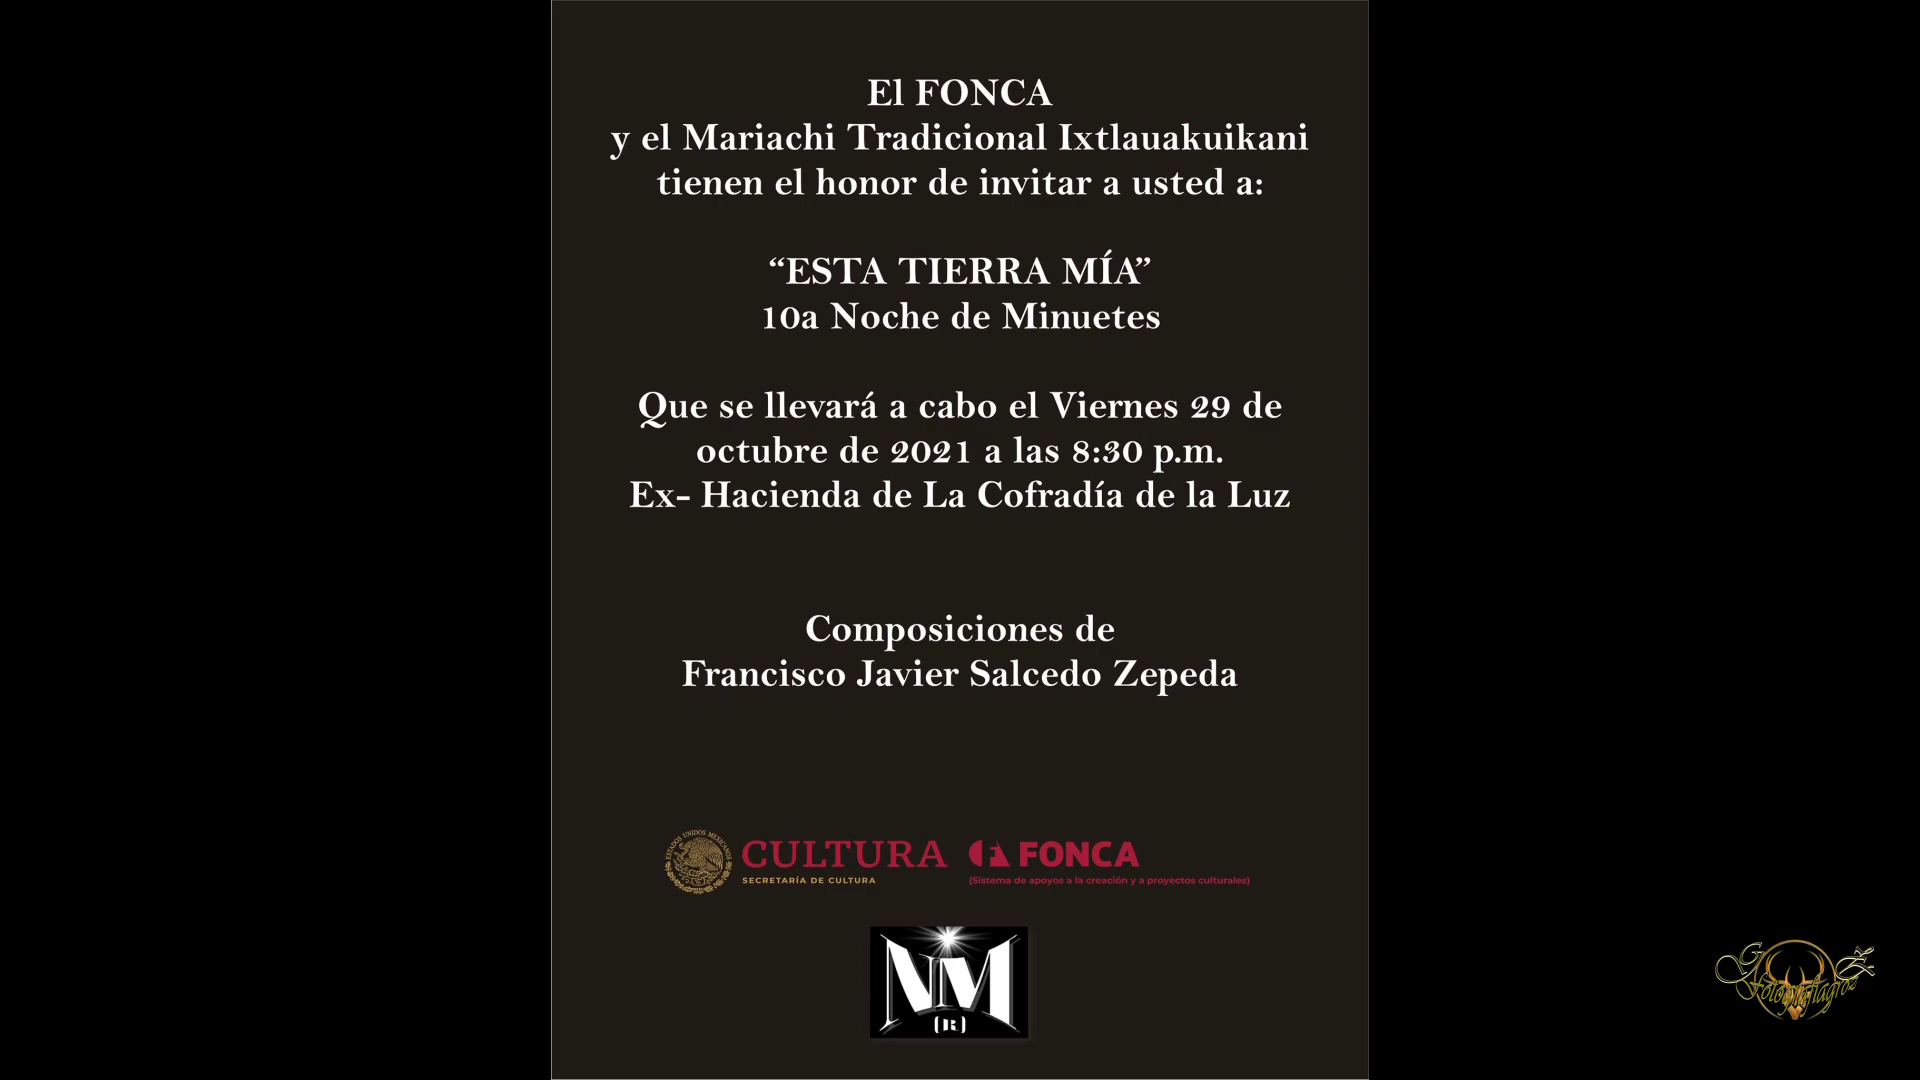 El FONCA
y el Mariachi Tradicional Ixtlauakuikani
tienen el honor de invitar a usted a:
“ESTA TIERRA MÍA”
10a Noche de Minuetes
Que se llevará a cabo el Viernes 29 de
octubre de 2021 a las 8:30 p.m.
Ex- Hacienda de La Cofradía de la Luz
Composiciones de
Francisco Javier Salcedo Zepeda
ESTADOS UNIDOS MEXICANOS
CULTURA
SECRETARÍA DE CULTURA
FONCA
(Sistema de apoyos a la creación y a proyectos culturales)
NM
(R)